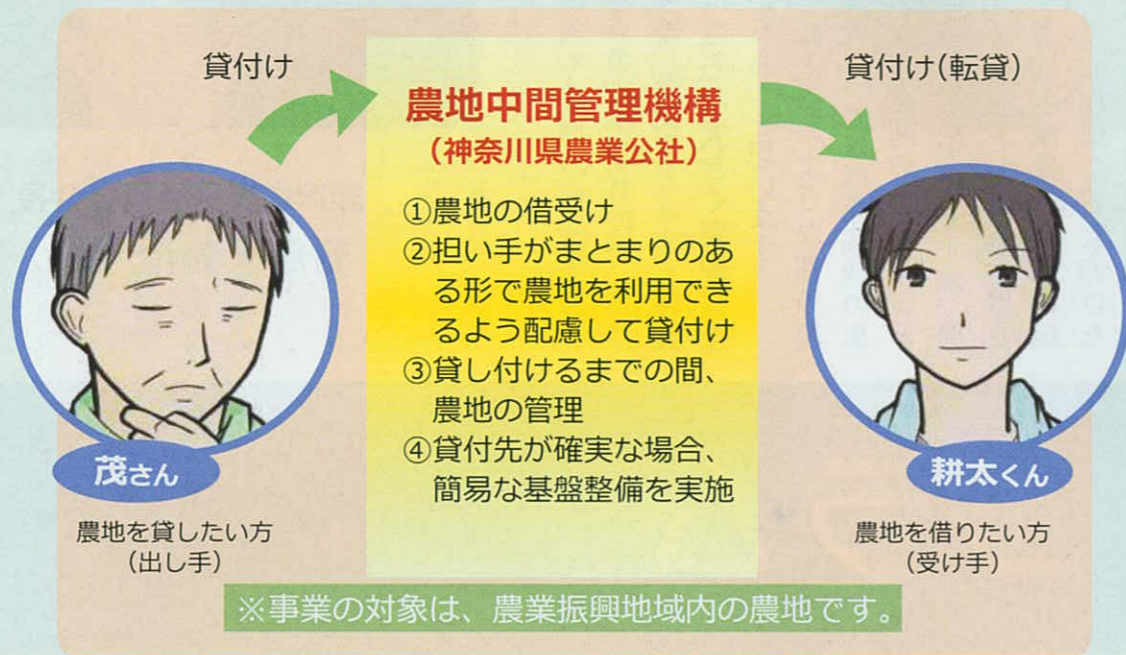 貸付け
農地中間管理機構
(神奈川県農業公社)
①農地の借受け
②担い手がまとまりのあ
る形で農地を利用でき
るよう配慮して貸付け
③貸し付けるまでの間、
農地の管理
④貸付先が確実な場合、
簡易な基盤整備を実施
貸付け(転貸)
茂さん
農地を貸したい方
(出し手)
耕太くん
農地を借りたい方
(受け手)
※事業の対象は、農業振興地域内の農地です。